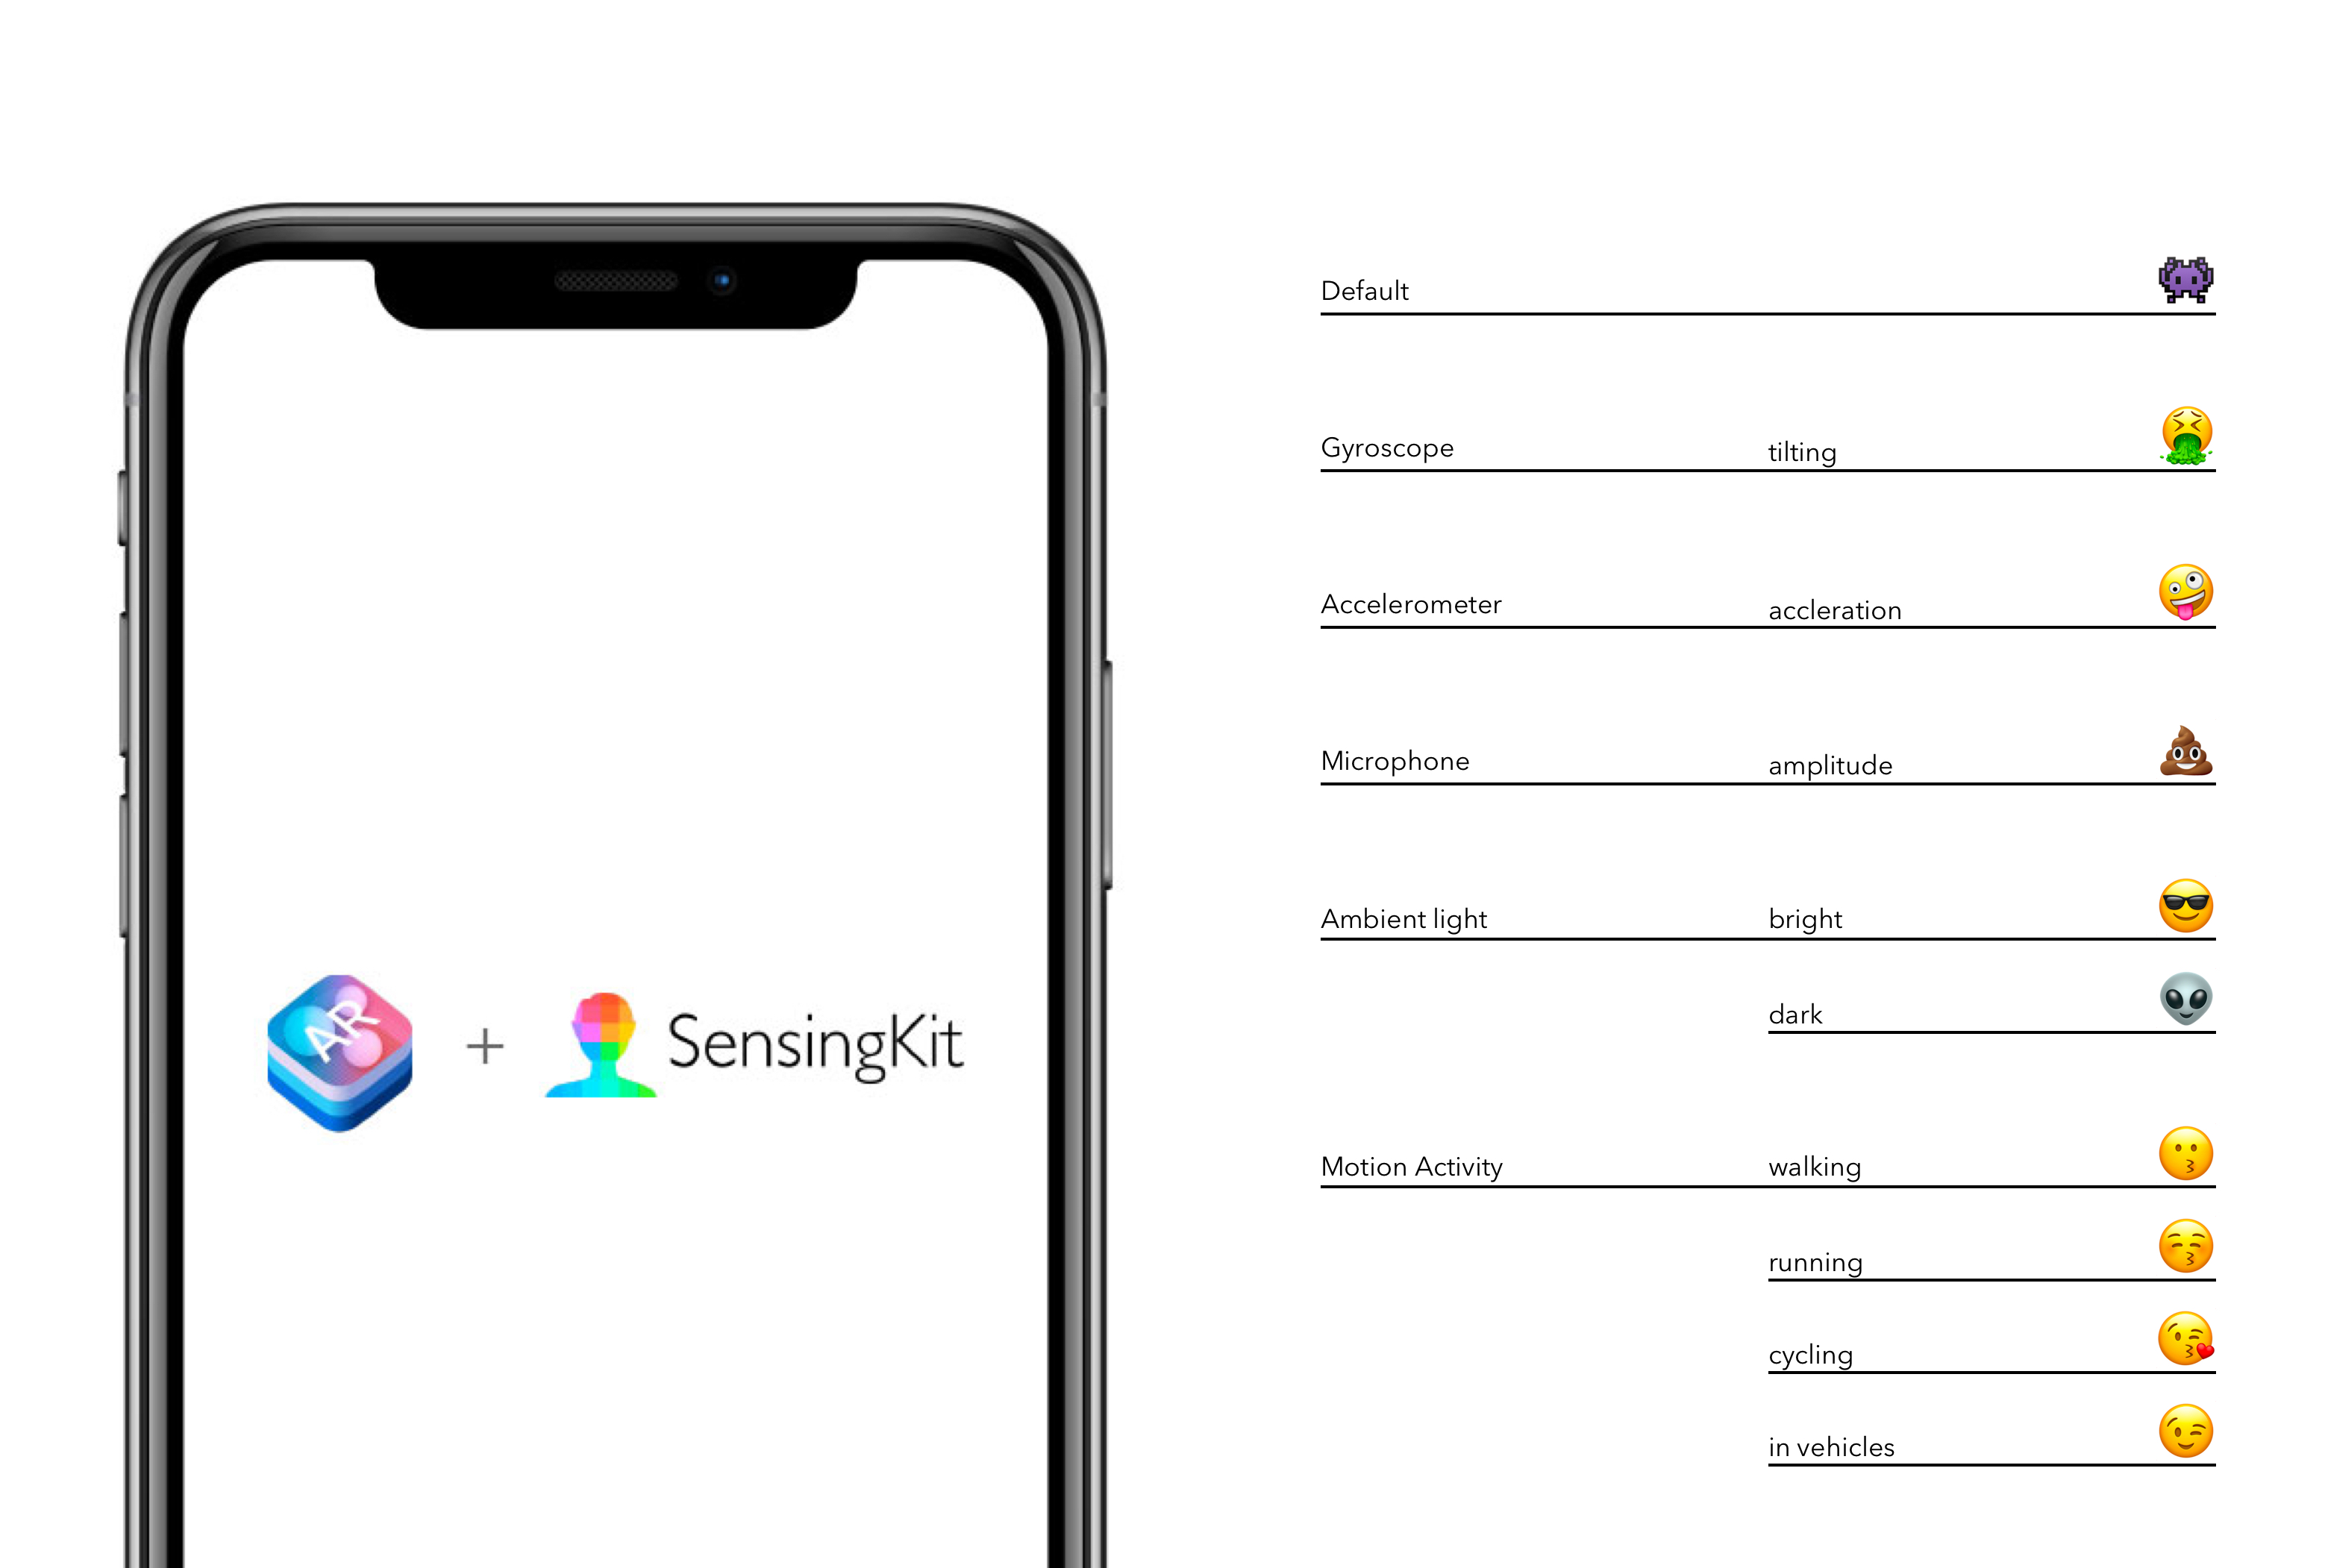 AR + SensingKit
Default 👾
Gyroscope tilting 🤮
Accelerometer accleration 🤪
Microphone amplitude 💩
Ambient light bright 😎
dark 👽
Motion Activity walking 😗
running 😚
cycling 😘
in vehicles 😉